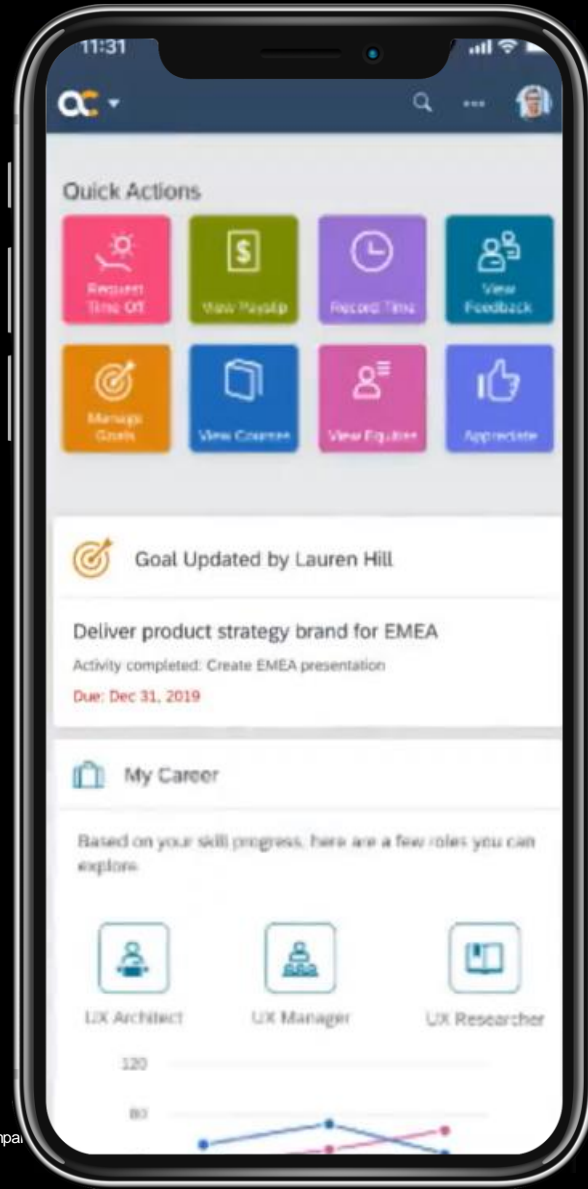 11:31
Quick Actions
Request
Time Off
View Payslip
Record Time
View
Feedback
Manage
Goals
View Courses
View Equities
Appreciate
Goal Updated by Lauren Hill
Deliver product strategy brand for EMEA
Activity completed: Create EMEA presentation
Due: Dec 31, 2019
My Career
Based on your skill progress, here are a few roles you can
explore
UX Architect
UX Manager
UX Researcher
120
80